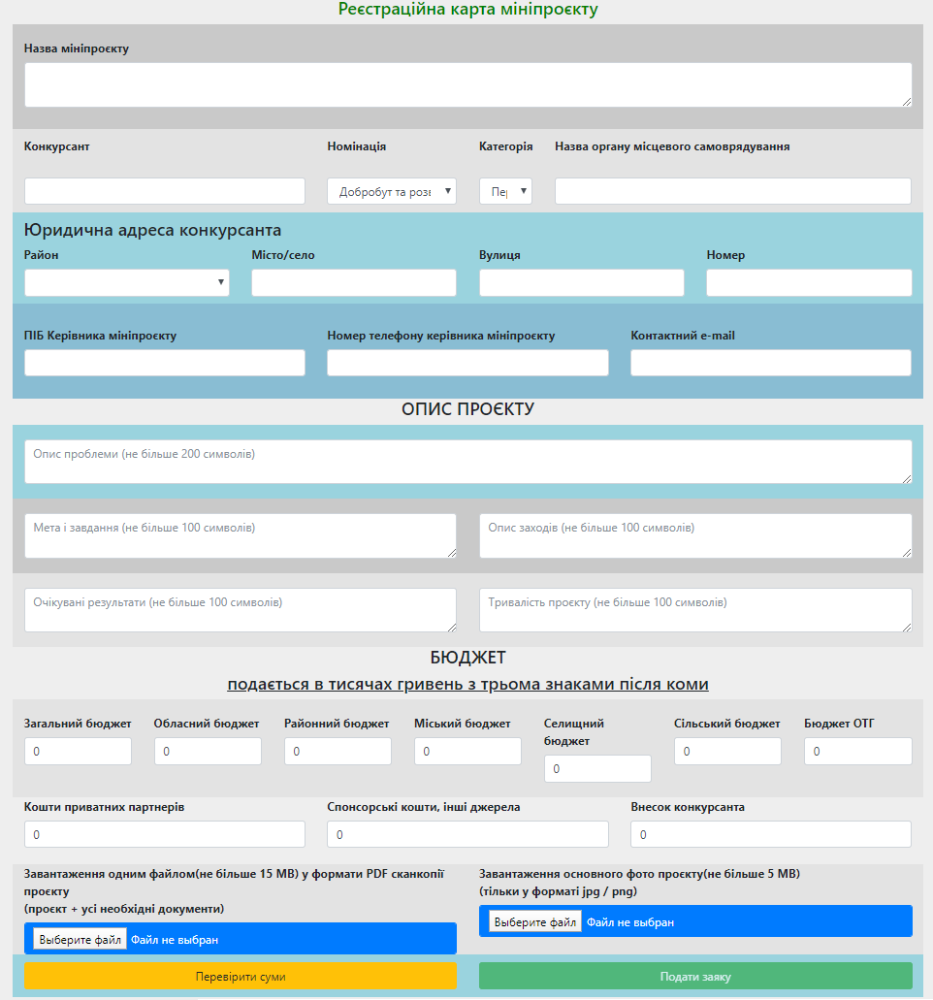 Реєстраційна карта мініпроєкту
Назва мініпроєкту
Конкурсант Номінація Категорія Назва органу місцевого самоврядування
Добробут та розв Пер
Юридична адреса конкурсанта
Район Місто/село Вулиця Номер
ПІБ Керівника мініпроєкту Номер телефону керівника мініпроєкту Контактний e-mail
ОПИС ПРОЄКТУ
Опис проблеми (не більше 200 символів)
Мета і завдання (не більше 100 символів) Опис заходів (не більше 100 символів)
Очікувані результати (не більше 100 символів) Тривалість проєкту (не більше 100 символів)
БЮДЖЕТ
подається в тисячах гривень з трьома знаками після коми
Загальний бюджет Обласний бюджет Районний бюджет Міський бюджет Селищний бюджет Сільський бюджет Бюджет ОТГ
0 0 0 0 0 0 0
Кошти приватних партнерів Спонсорські кошти, інші джерела Внесок конкурсанта
0 0 0
Завантаження одним файлом(не більше 15 MB) у формати PDF сканкопії
проєкту
(проєкт + усі необхідні документи)
Выберите файл Файл не выбран
Завантаження основного фото проєкту(не більше 5 MB)
(тільки у форматі jpg / png)
Выберите файл Файл не выбран
Перевірити суми Подати заяку